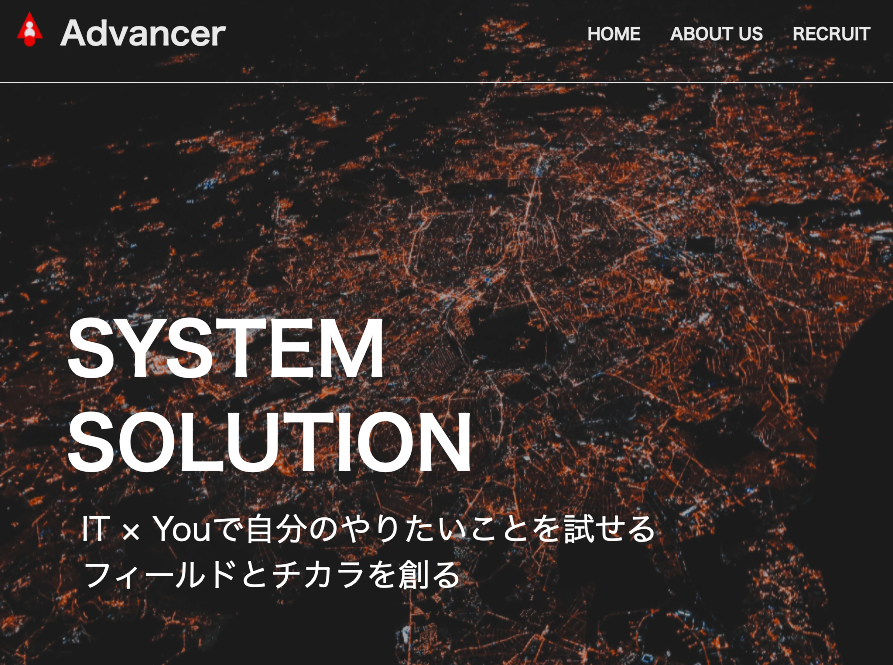 Advancer
HOME ABOUT US RECRUIT
SYSTEM
SOLUTION
IT × Youで自分のやりたいことを試せる
フィールドとチカラを創る